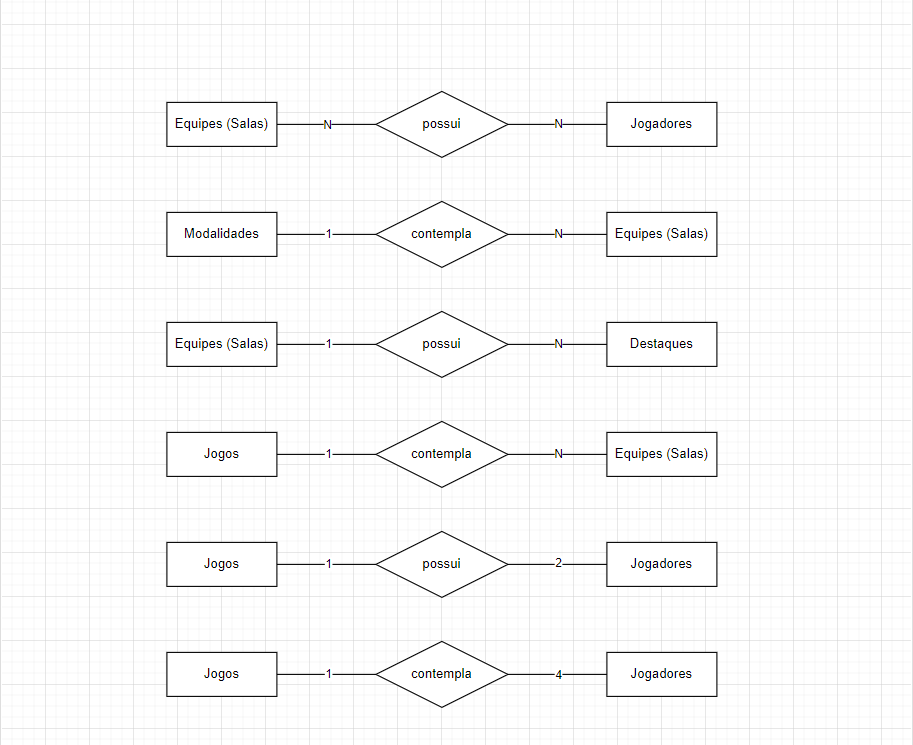 Equipes (Salas) N possui N Jogadores
Modalidades 1 contempla N Equipes (Salas)
Equipes (Salas) 1 possui N Destaques
Jogos 1 contempla N Equipes (Salas)
Jogos 1 possui 2 Jogadores
Jogos 1 contempla 4 Jogadores